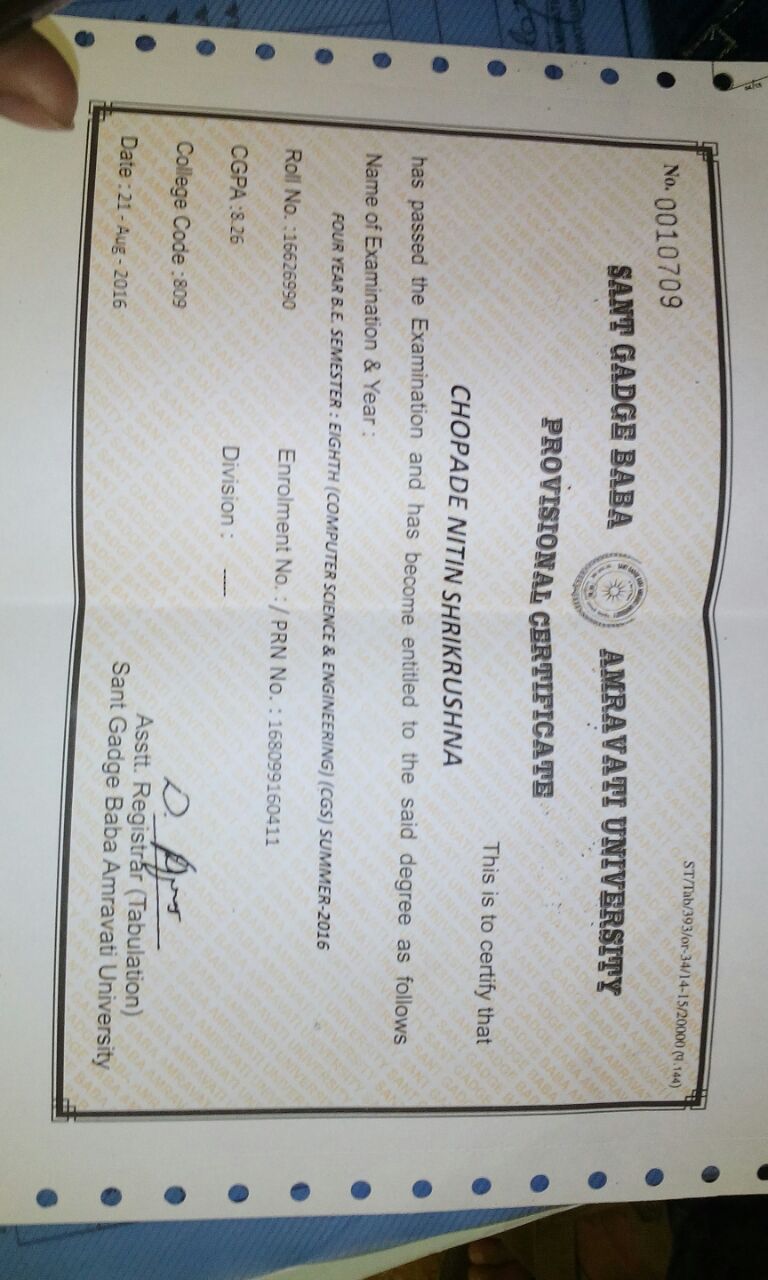 No. 0010709
ST/Tab/393/or-34/14-15/20000 (प.144)
SANT GADGE BABA AMRAVATI UNIVERSITY
PROVISIONAL CERTIFICATE
This is to certify that
CHOPADE NITIN SHRIKRUSHNA
has passed the Examination and has become entitled to the said degree as follows
Name of Examination & Year :
FOUR YEAR B.E. SEMESTER : EIGHTH (COMPUTER SCIENCE & ENGINEERING) (CGS) SUMMER-2016
Roll No. :16626990 Enrolment No. : / PRN No. : 168099160411
CGPA :8.26 Division : ----
College Code :809
Date : 21 - Aug - 2016
Asstt. Registrar (Tabulation)
Sant Gadge Baba Amravati University